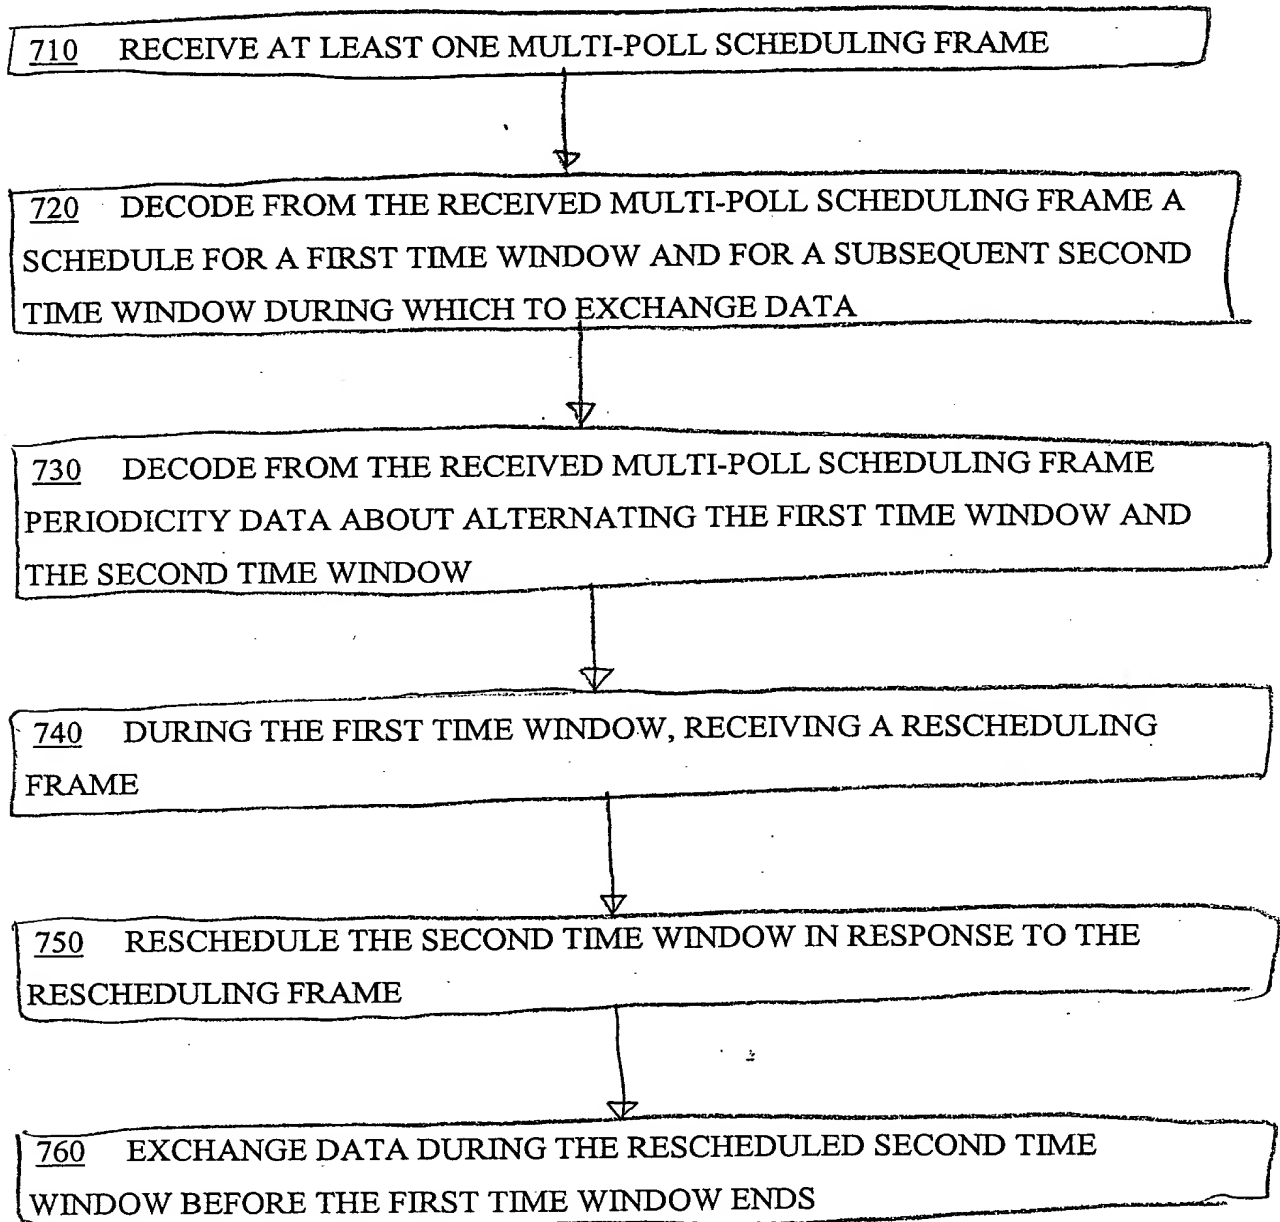 710 RECEIVE AT LEAST ONE MULTI-POLL SCHEDULING FRAME
720 DECODE FROM THE RECEIVED MULTI-POLL SCHEDULING FRAME A
SCHEDULE FOR A FIRST TIME WINDOW AND FOR A SUBSEQUENT SECOND
TIME WINDOW DURING WHICH TO EXCHANGE DATA
730 DECODE FROM THE RECEIVED MULTI-POLL SCHEDULING FRAME
PERIODICITY DATA ABOUT ALTERNATING THE FIRST TIME WINDOW AND
THE SECOND TIME WINDOW
740 DURING THE FIRST TIME WINDOW, RECEIVING A RESCHEDULING
FRAME
750 RESCHEDULE THE SECOND TIME WINDOW IN RESPONSE TO THE
RESCHEDULING FRAME
760 EXCHANGE DATA DURING THE RESCHEDULED SECOND TIME
WINDOW BEFORE THE FIRST TIME WINDOW ENDS